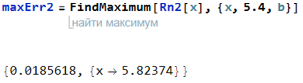 maxErr2 = FindMaximum[Rn2[x], {x, 5.4, b}]
найти максимум
{0.0185618, {x → 5.82374}}